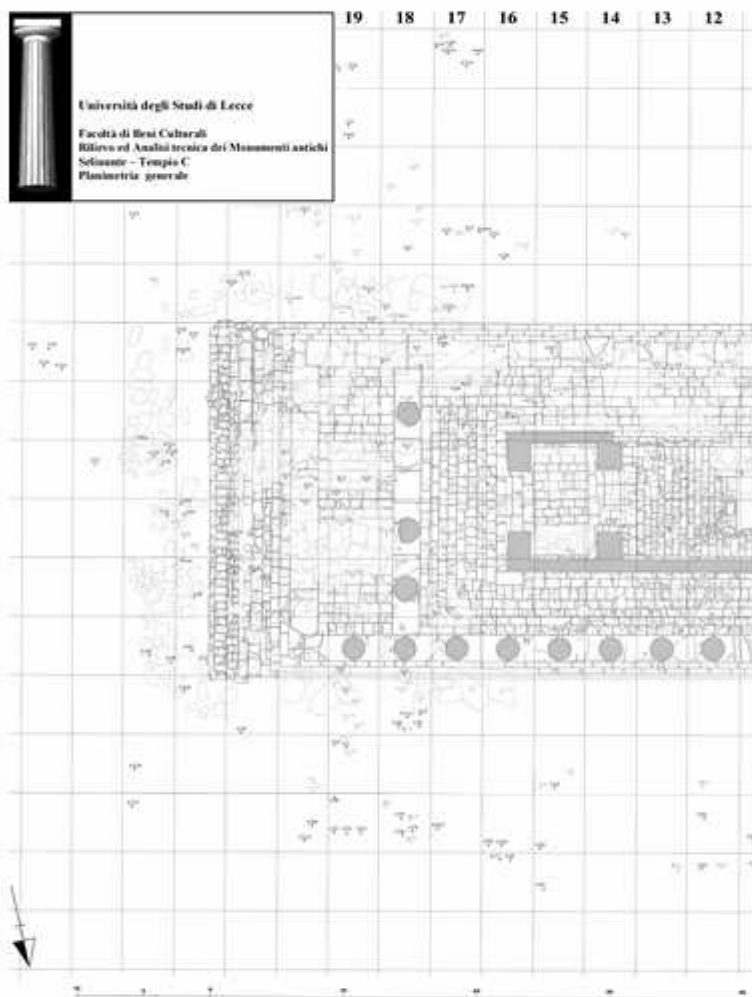 19 18 17 16 15 14 13 12
Università degli Studi di Lecce
Facoltà di Beni Culturali
Rilievo ed Analisi tecnica dei Monumenti antichi
Selinunte - Tempio C
Planimetria generale